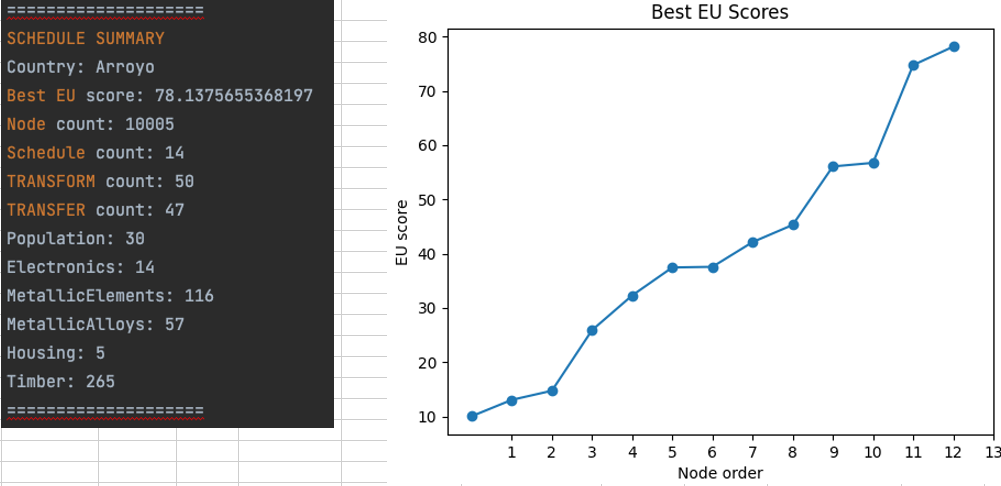 ====================
SCHEDULE SUMMARY
Country: Arroyo
Best EU score: 78.1375655368197
Node count: 10005
Schedule count: 14
TRANSFORM count: 50
TRANSFER count: 47
Population: 30
Electronics: 14
MetallicElements: 116
MetallicAlloys: 57
Housing: 5
Timber: 265
====================
Best EU Scores
80
70
60
50
40
30
20
10
EU score
1 2 3 4 5 6 7 8 9 10 11 12 13
Node order